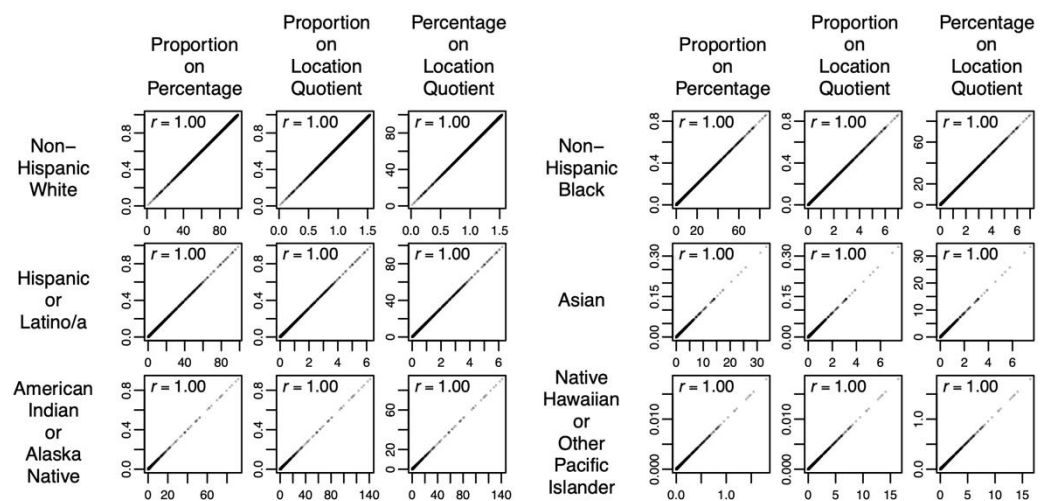 Proportion
on
Percentage
Proportion
on
Location
Quotient
Percentage
on
Location
Quotient
Non−
Hispanic
White
r = 1.00
0.0 0.4 0.8
0 40 80
r = 1.00
0.0 0.4 0.8
0.0 0.5 1.0 1.5
r = 1.00
0 40 80
0.0 0.5 1.0 1.5
Hispanic
or
Latino/a
r = 1.00
0.0 0.4 0.8
0 40 80
r = 1.00
0.0 0.4 0.8
0 2 4 6
r = 1.00
0 40 80
0 2 4 6
American
Indian
or
Alaska
Native
r = 1.00
0.0 0.4 0.8
0 20 60
r = 1.00
0.0 0.4 0.8
0 40 80 140
r = 1.00
0 20 60
0 40 80 140
Proportion
on
Percentage
Proportion
on
Location
Quotient
Percentage
on
Location
Quotient
Non−
Hispanic
Black
r = 1.00
0.0 0.4 0.8
0 20 60
r = 1.00
0.0 0.4 0.8
0 2 4 6
r = 1.00
0 20 60
0 2 4 6
Asian
r = 1.00
0.00 0.15 0.30
0 10 20 30
r = 1.00
0.00 0.15 0.30
0 2 4 6
r = 1.00
0 10 20 30
0 2 4 6
Native
Hawaiian
or
Other
Pacific
Islander
r = 1.00
0.000 0.010
0.0 1.0
r = 1.00
0.000 0.010
0 5 10 15
r = 1.00
0.0 1.0
0 5 10 15